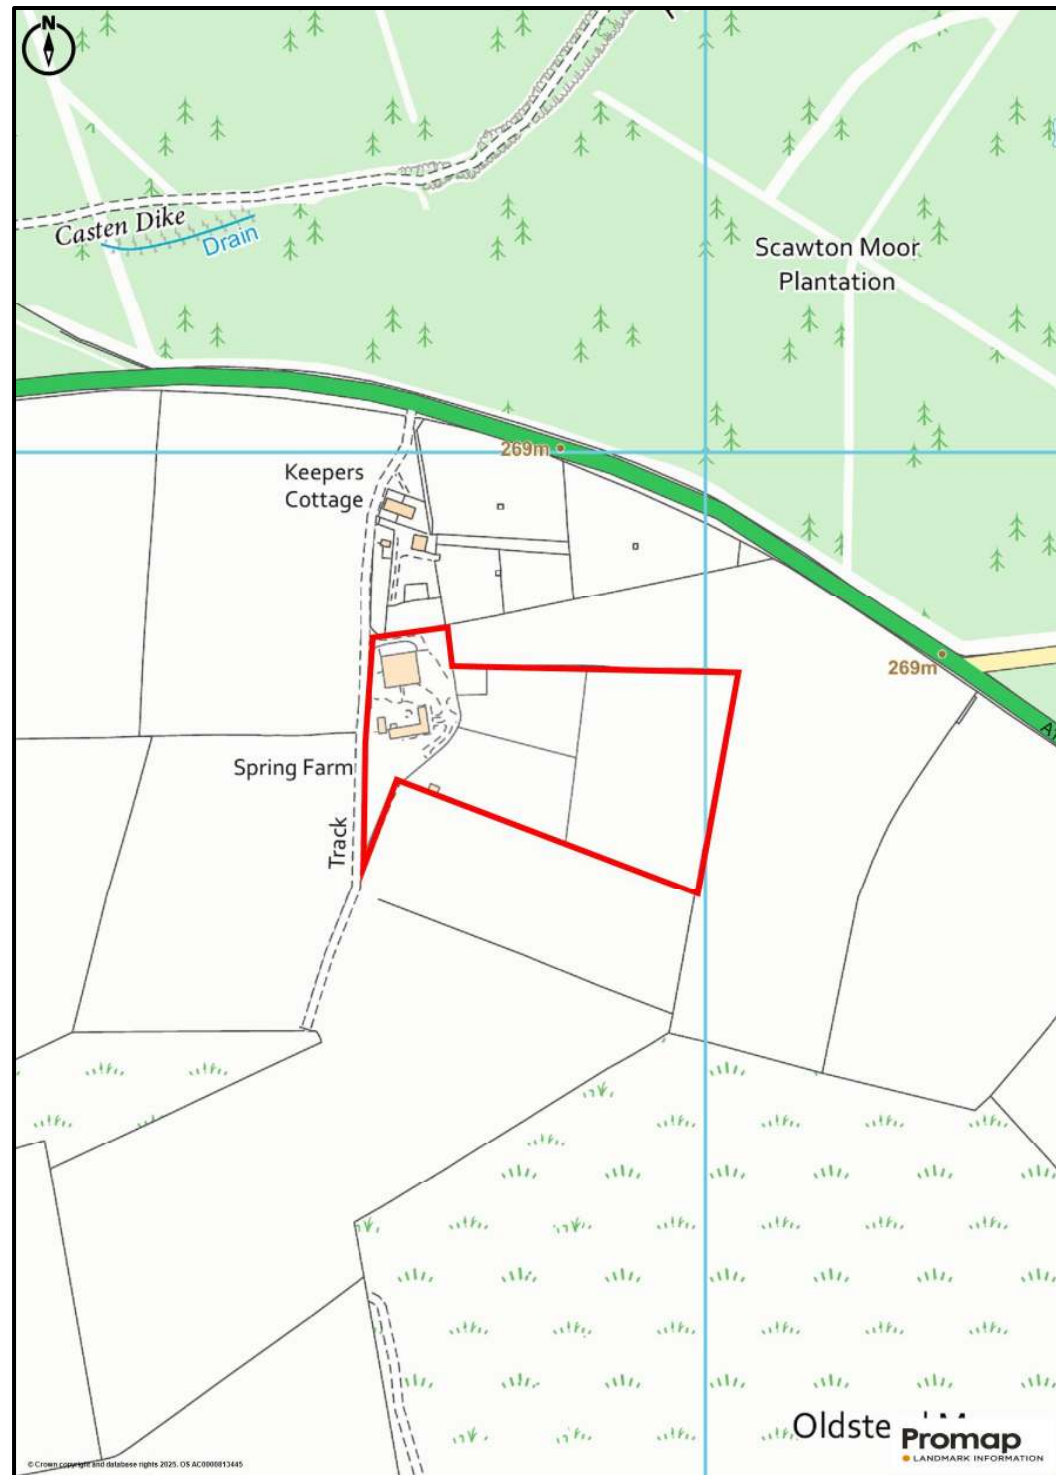 N
Casten Dike
Drain
Scawton Moor
Plantation
269m
Keepers
Cottage
269m
Spring Farm
Track
Promap
LANDMARK INFORMATION
© Crown copyright and database rights 2025. OS AC0000813445